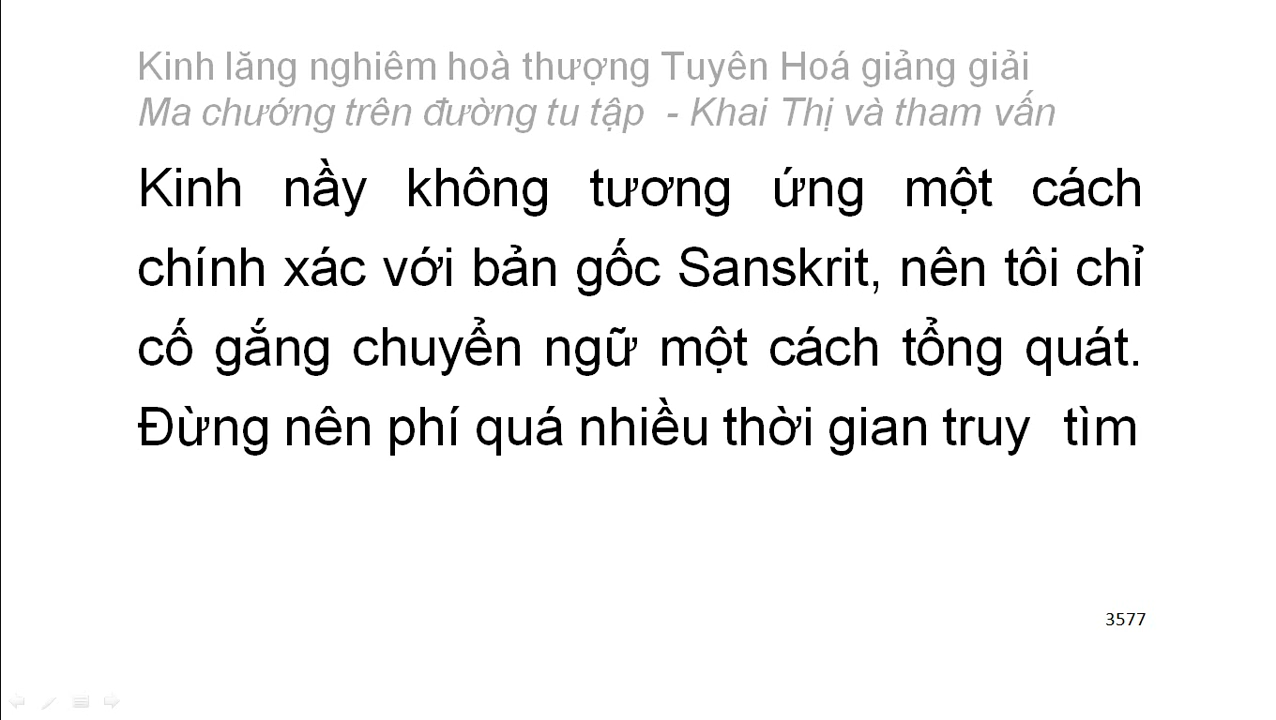 Kinh lăng nghiêm hoà thượng Tuyên Hoá giảng giải
Ma chướng trên đường tu tập - Khai Thị và tham vấn
Kinh nầy không tương ứng một cách
chính xác với bản gốc Sanskrit, nên tôi chỉ
cố gắng chuyển ngữ một cách tổng quát.
Đừng nên phí quá nhiều thời gian truy tìm
3577